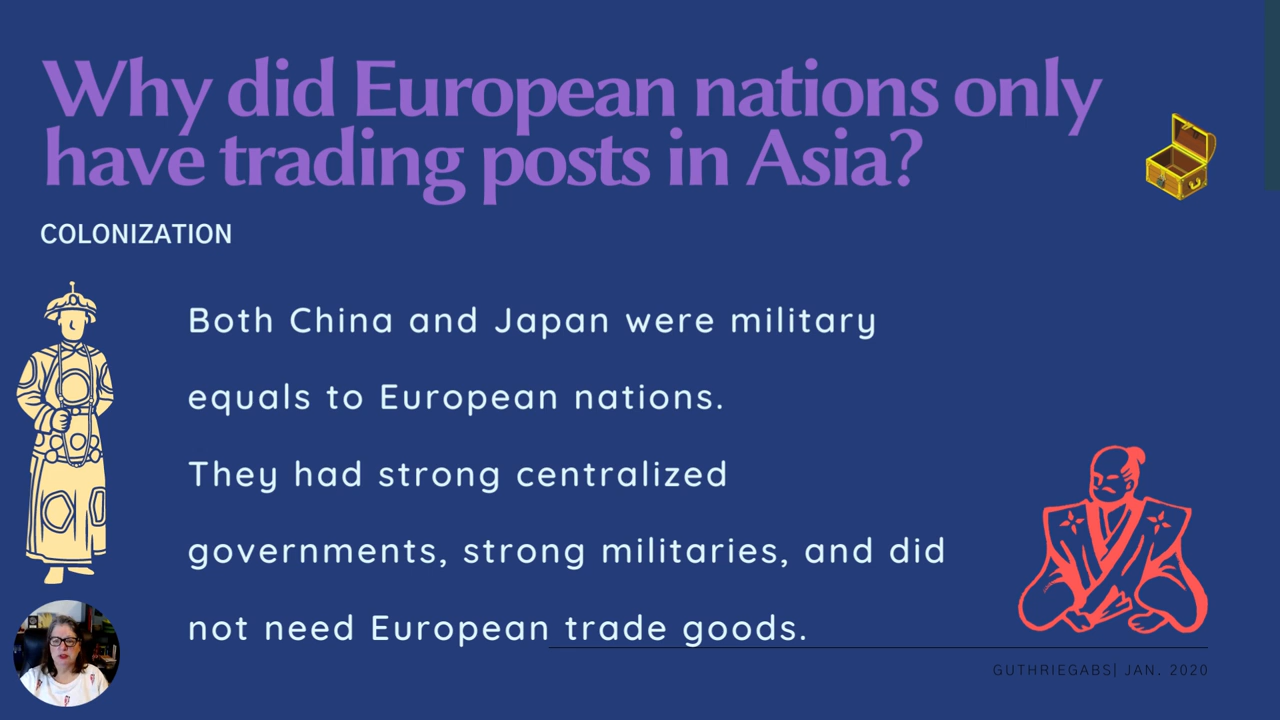 Why did European nations only
have trading posts in Asia?
COLONIZATION
Both China and Japan were military
equals to European nations.
They had strong centralized
governments, strong militaries, and did
not need European trade goods.
GUTHRIEGABS| JAN. 2020